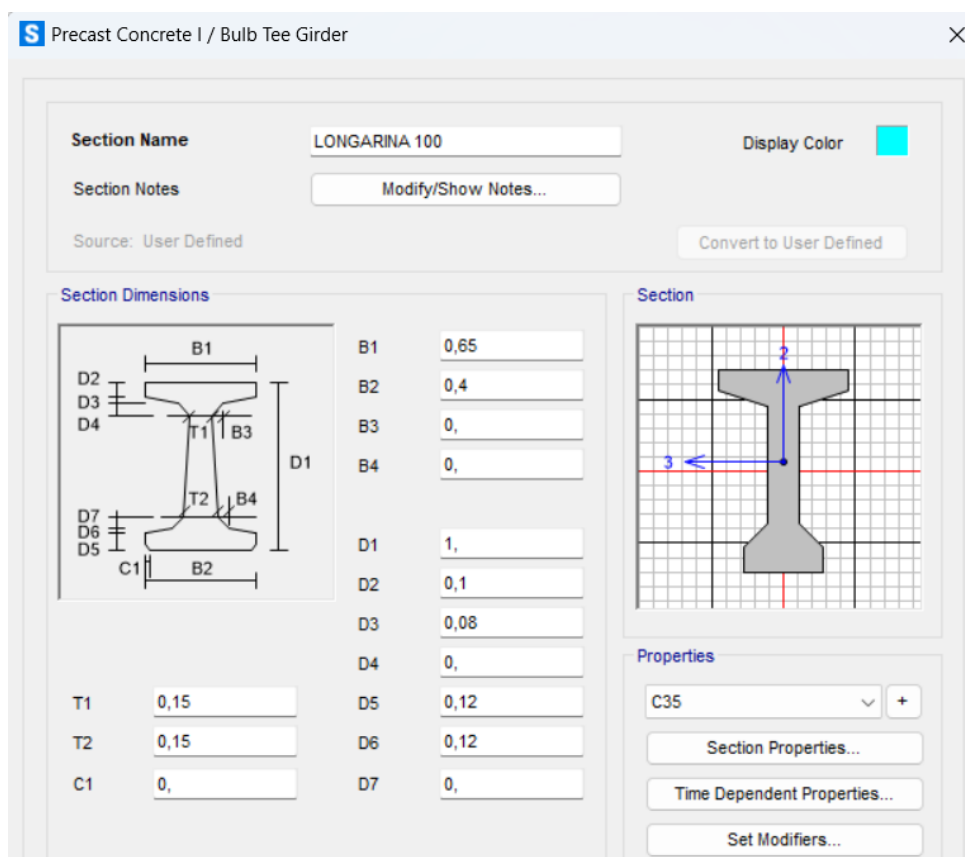 S Precast Concrete I / Bulb Tee Girder
Section Name LONGARINA 100 Display Color
Section Notes Modify/Show Notes...
Source: User Defined Convert to User Defined
Section Dimensions
B1
D2
D3
D4
T1 B3
D1
T2 B4
D7
D6
D5
C1 B2
B1 0,65
B2 0,4
B3 0,
B4 0,
D1 1,
D2 0,1
D3 0,08
D4 0,
T1 0,15 D5 0,12
T2 0,15 D6 0,12
C1 0, D7 0,
Section
2
3
Properties
C35 +
Section Properties...
Time Dependent Properties...
Set Modifiers...